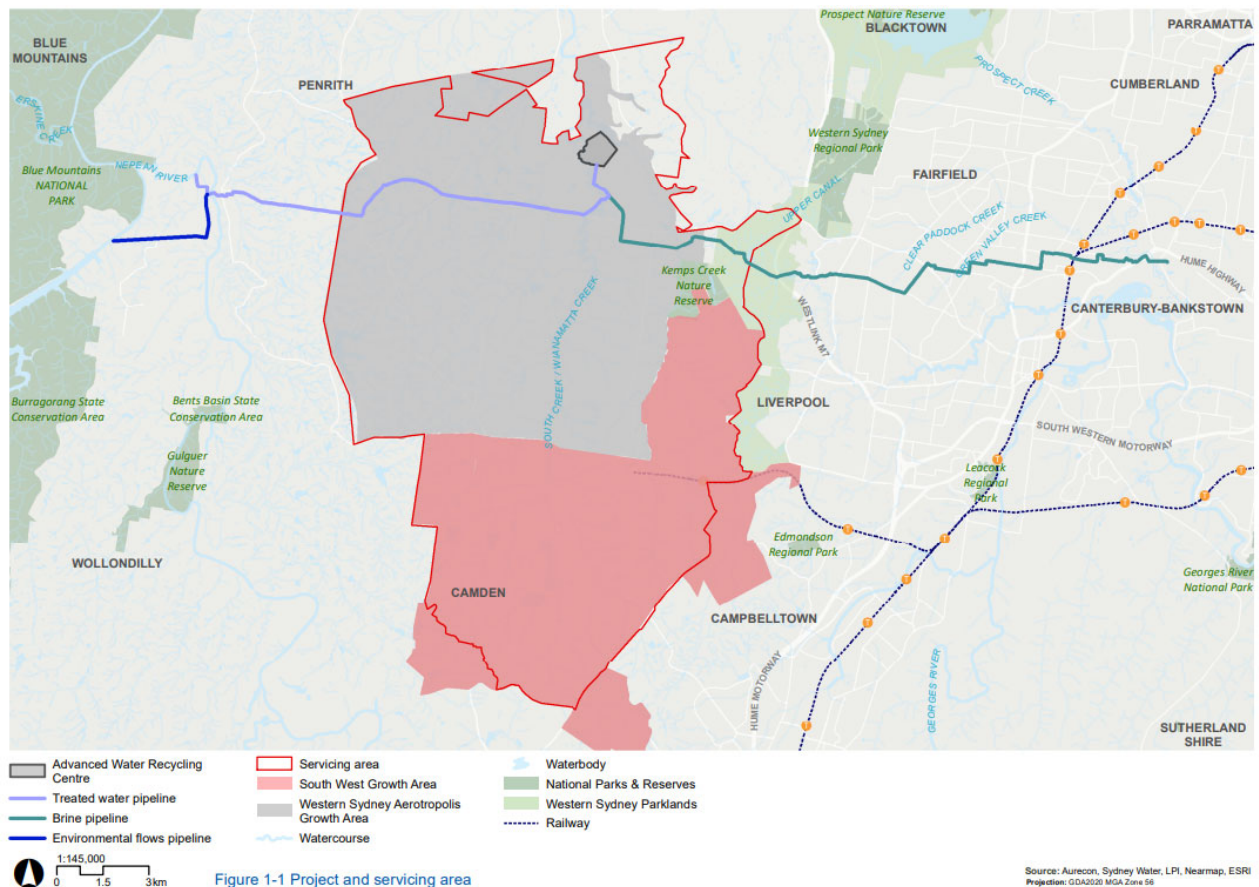 Prospect Nature Reserve
BLACKTOWN
PARRAMATTA
BLUE
MOUNTAINS
PENRITH
PROSPECT CREEK
CUMBERLAND
ERSKINE CREEK
NEPEAN
RIVER
Blue Mountains
NATIONAL
PARK
Western Sydney
Regional Park
FAIRFIELD
UPPER CANAL
CLEAR PADDOCK CREEK
GREEN VALLEY CREEK
HUME HIGHWAY
Kemps Creek
Nature
Reserve
SOUTH CREEK / WIANAMATTA CREEK
WESTLINK M7
CANTERBURY-BANKSTOWN
Burragorang State
Conservation Area
Bents Basin State
Conservation Area
LIVERPOOL
SOUTH WESTERN MOTORWAY
Gulguer
Nature
Reserve
Leacock
Regional
Park
Edmondson
Regional Park
WOLLONDILLY
CAMDEN
CAMPBELLTOWN
Georges River
National Park
HUME MOTORWAY
GEORGES RIVER
SUTHERLAND
SHIRE
Advanced Water Recycling
Centre
Treated water pipeline
Brine pipeline
Environmental flows pipeline
Servicing area
South West Growth Area
Western Sydney Aerotropolis
Growth Area
Watercourse
Waterbody
National Parks & Reserves
Western Sydney Parklands
Railway
1:145,000
0 1.5 3km
Figure 1-1 Project and servicing area
Source: Aurecon, Sydney Water, LPI, Nearmap, ESRI
Projection: GDA2020 MGA Zone 56